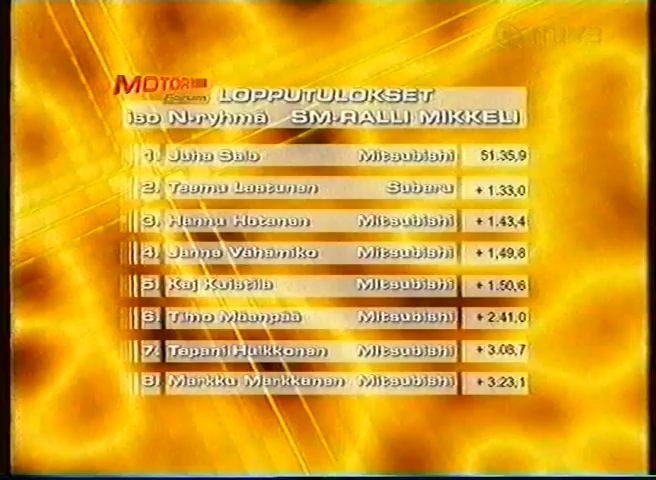 MTV3
MOTORI
Forum
LOPPUTULOKSET
iso N-ryhmä SM-RALLI MIKKELI
1. Juha Salo Mitsubishi 51.35,9
2. Teemu Laatunen Subaru + 1.33,0
3. Hannu Hotanen Mitsubishi + 1.43,4
4. Janne Vähämiko Mitsubishi + 1,49,8
5. Kaj Kuistila Mitsubishi + 1.50,6
6. Timo Mäenpää Mitsubishi + 2.41,0
7. Tapani Huikkonen Mitsubishi + 3.08,7
8. Markku Markkanen Mitsubishi + 3.23,1